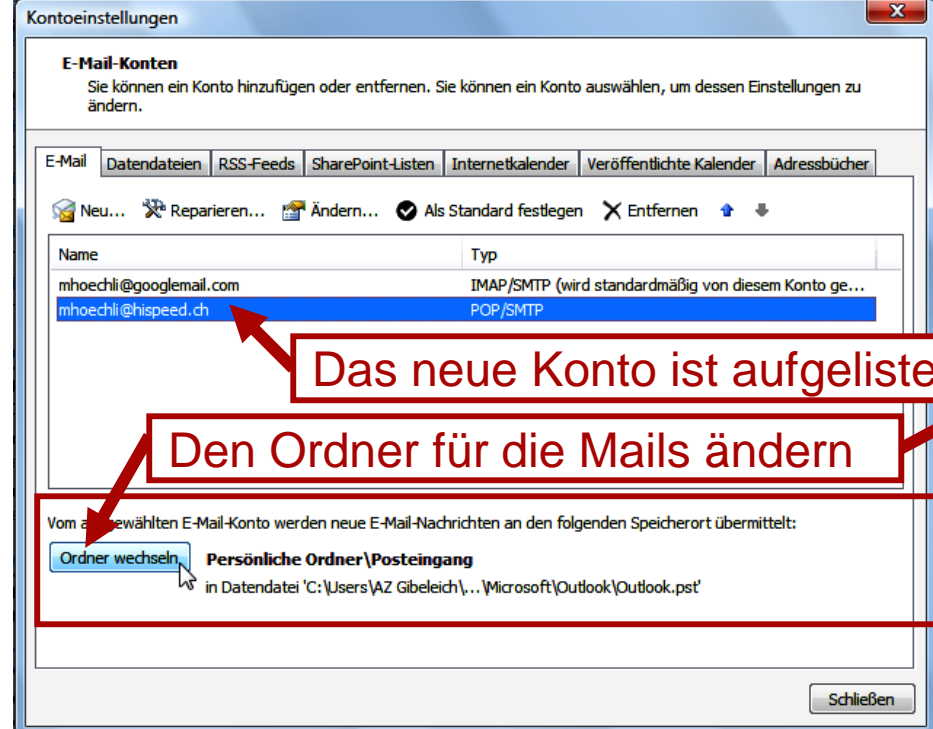 Kontoeinstellungen
E-Mail-Konten
Sie können ein Konto hinzufügen oder entfernen. Sie können ein Konto auswählen, um dessen Einstellungen zu
ändern.
E-Mail Datendateien RSS-Feeds SharePoint-Listen Internetkalender Veröffentlichte Kalender Adressbücher
Neu... Reparieren... Ändern... Als Standard festlegen Entfernen
Name Typ
mhoechli@googlemail.com IMAP/SMTP (wird standardmäßig von diesem Konto ge...
mhoechli@hispeed.ch POP/SMTP
Das neue Konto ist aufgeliste
Den Ordner für die Mails ändern
Vom ausgewählten E-Mail-Konto werden neue E-Mail-Nachrichten an den folgenden Speicherort übermittelt:
Ordner wechseln Persönliche Ordner\Posteingang
in Datendatei 'C:\Users\AZ Gibeleich\...\Microsoft\Outlook\Outlook.pst'
Schließen